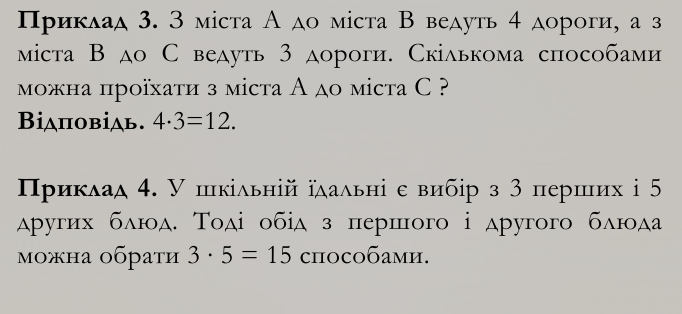 Приклад 3. З міста А до міста В ведуть 4 дороги, а з
міста В до С ведуть 3 дороги. Скількома способами
можна проїхати з міста А до міста С ?
Відповідь. 4·3=12.
Приклад 4. У шкільній їдальні є вибір з 3 перших і 5
других блюд. Тоді обід з першого і другого блюда
можна обрати 3 · 5 = 15 способами.